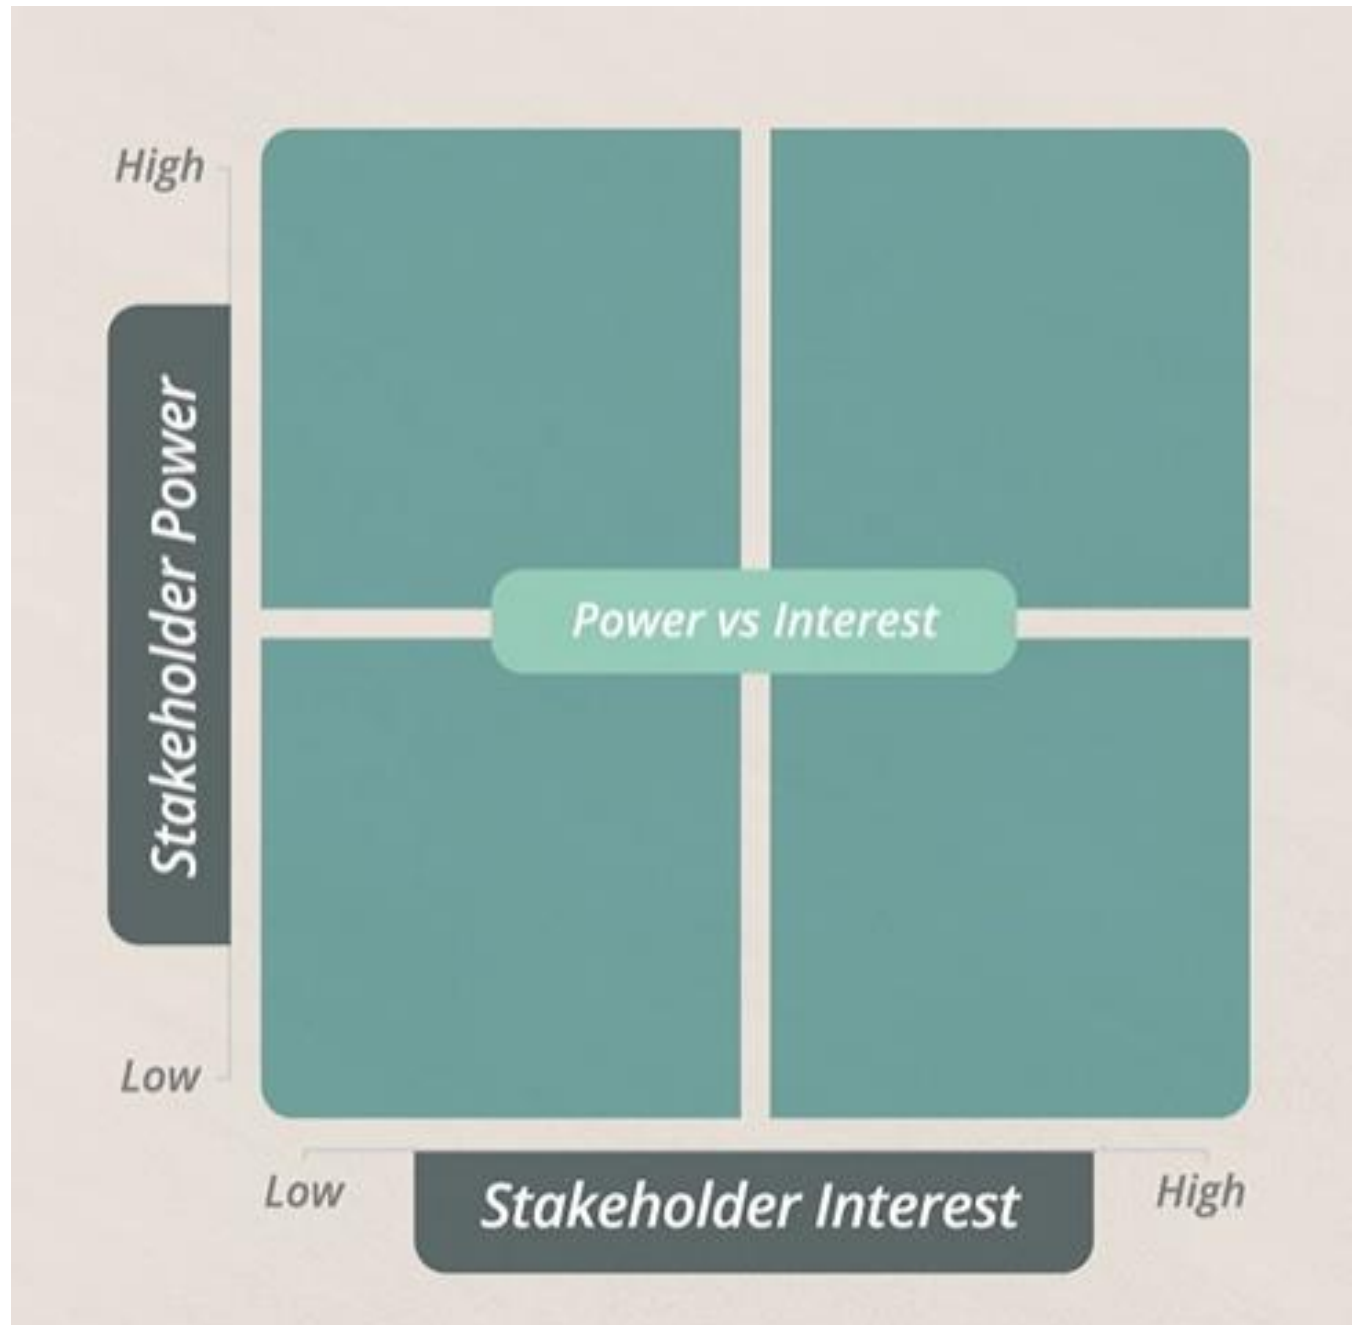 High
Stakeholder Power
Power vs Interest
Low
Low
Stakeholder Interest
High